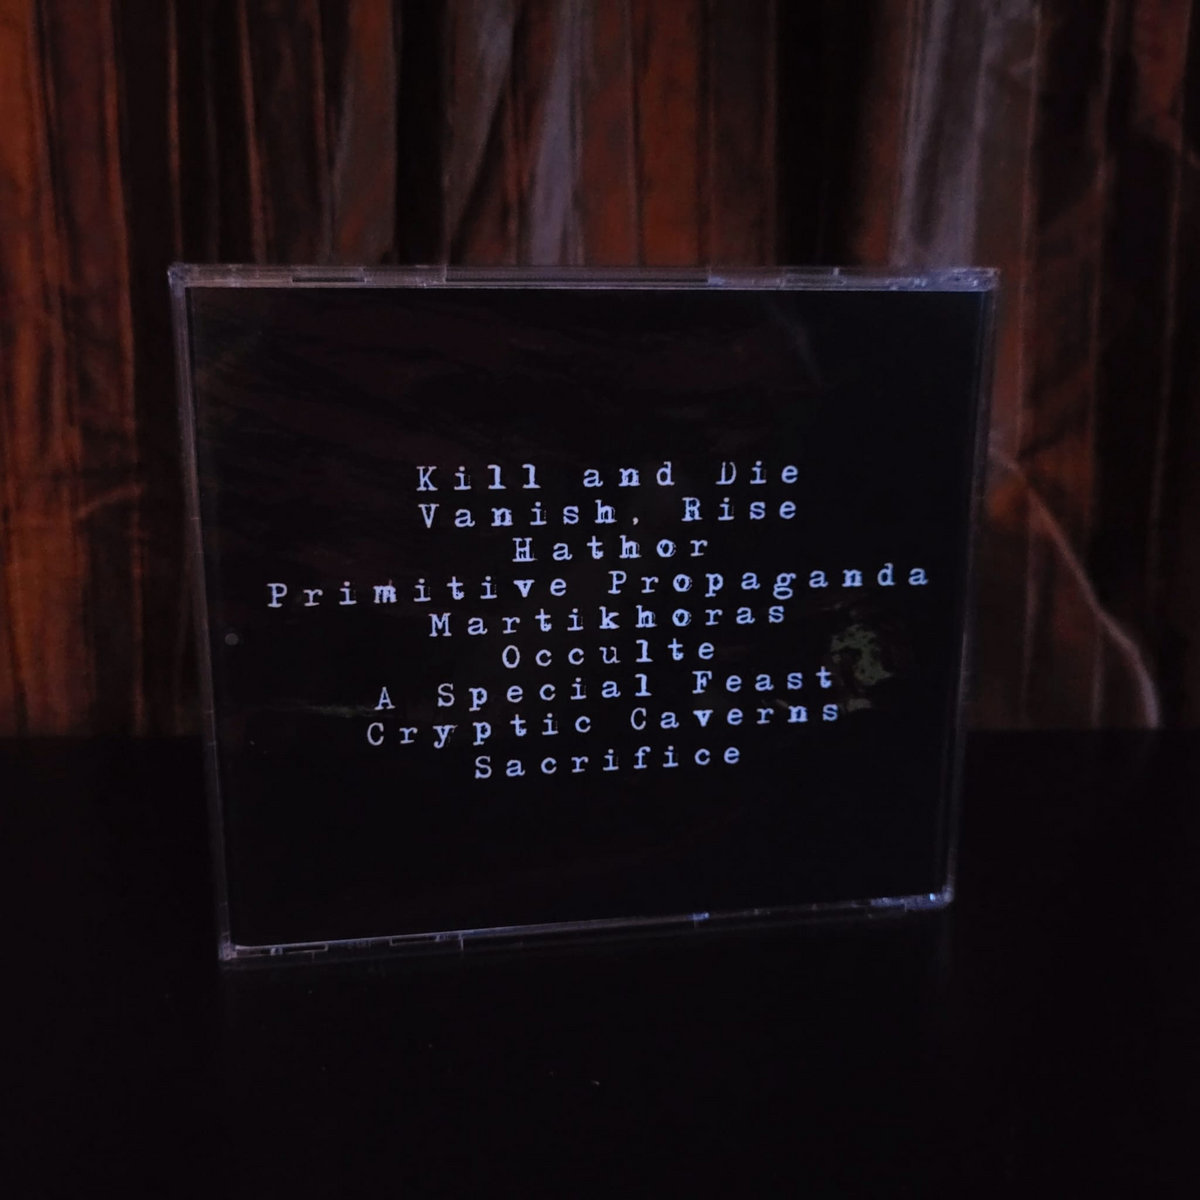 Kill and Die
Vanish, Rise
Hathor
Primitive Propaganda
Martikhoras
Occulte
A Special Feast
Cryptic Caverns
Sacrifice